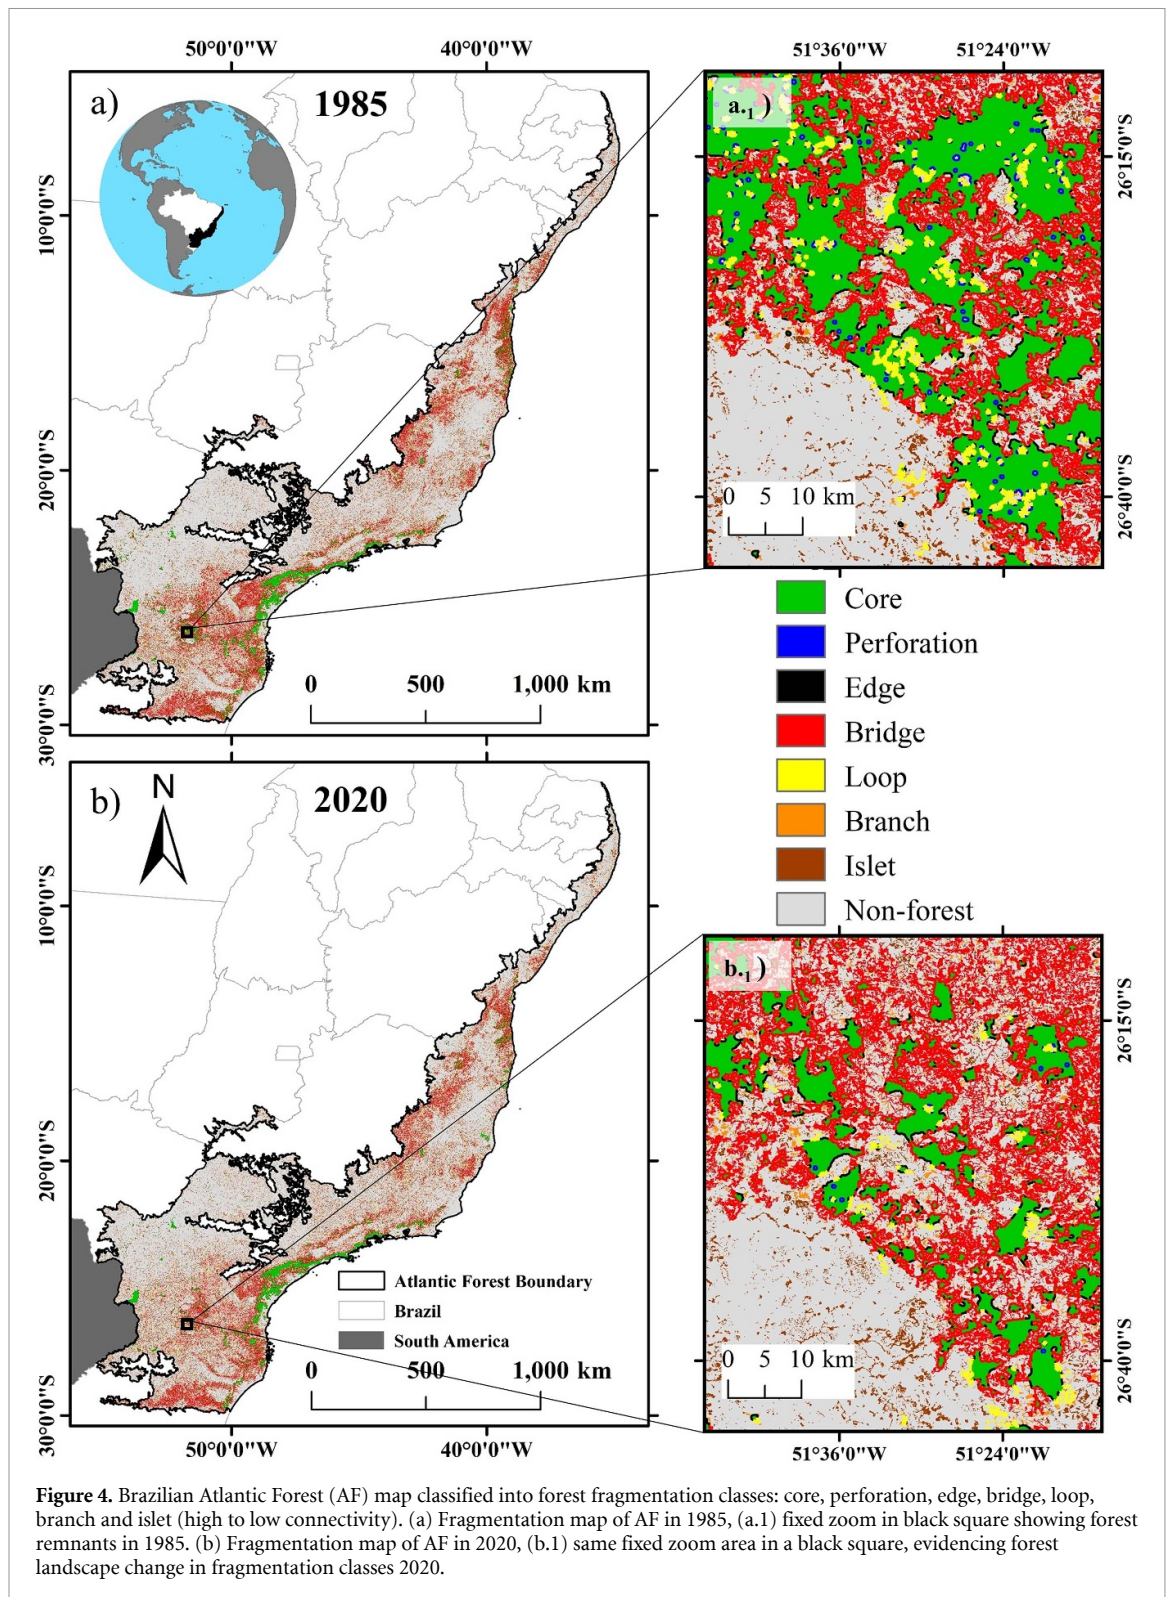 50°0'0"W
40°0'0"W
51°36'0"W
51°24'0"W
a)
1985
a.1)
10°0'0"S
20°0'0"S
30°0'0"S
26°15'0"S
26°40'0"S
0 5 10 km
0 500 1,000 km
Core
Perforation
Edge
Bridge
Loop
Branch
Islet
Non-forest
b)
N
2020
b.1)
10°0'0"S
20°0'0"S
30°0'0"S
26°15'0"S
26°40'0"S
Atlantic Forest Boundary
Brazil
South America
0 500 1,000 km
0 5 10 km
50°0'0"W
40°0'0"W
51°36'0"W
51°24'0"W
Figure 4. Brazilian Atlantic Forest (AF) map classified into forest fragmentation classes: core, perforation, edge, bridge, loop,
branch and islet (high to low connectivity). (a) Fragmentation map of AF in 1985, (a.1) fixed zoom in black square showing forest
remnants in 1985. (b) Fragmentation map of AF in 2020, (b.1) same fixed zoom area in a black square, evidencing forest
landscape change in fragmentation classes 2020.